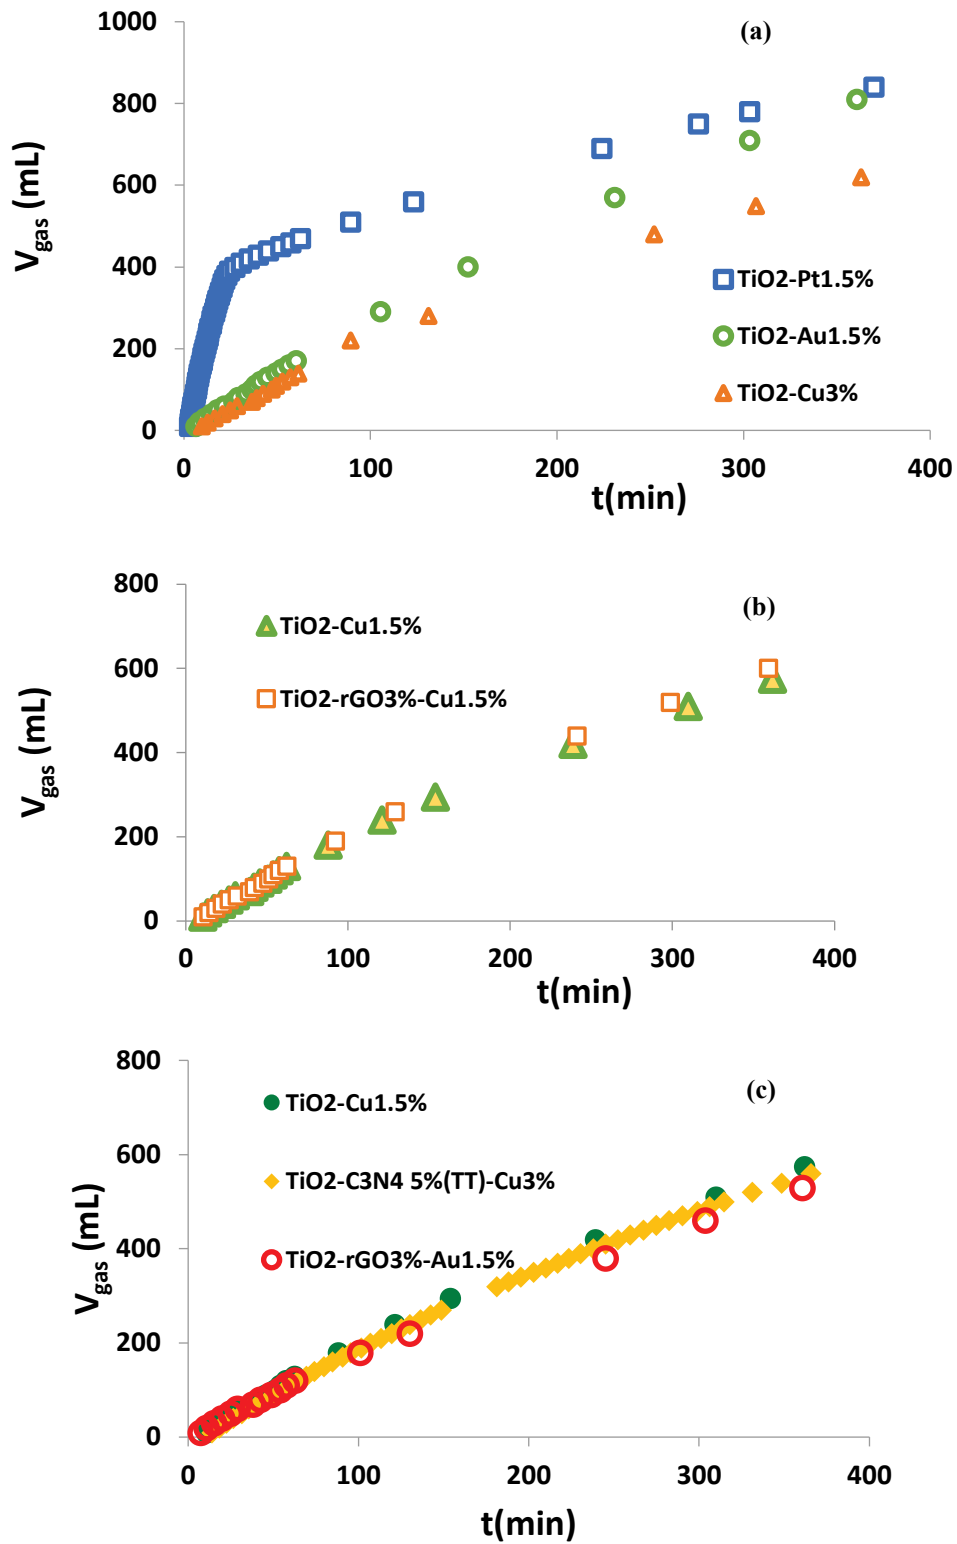 1000
(a)
800
600
400
200
0
V gas (mL)
TiO2-Pt1.5%
TiO2-Au1.5%
TiO2-Cu3%
0 100 200 300 400
t(min)
800
(b)
600
400
200
0
V gas (mL)
TiO2-Cu1.5%
TiO2-rGO3%-Cu1.5%
0 100 200 300 400
t(min)
800
(c)
600
400
200
0
V gas (mL)
TiO2-Cu1.5%
TiO2-C3N4 5%(TT)-Cu3%
TiO2-rGO3%-Au1.5%
0 100 200 300 400
t(min)